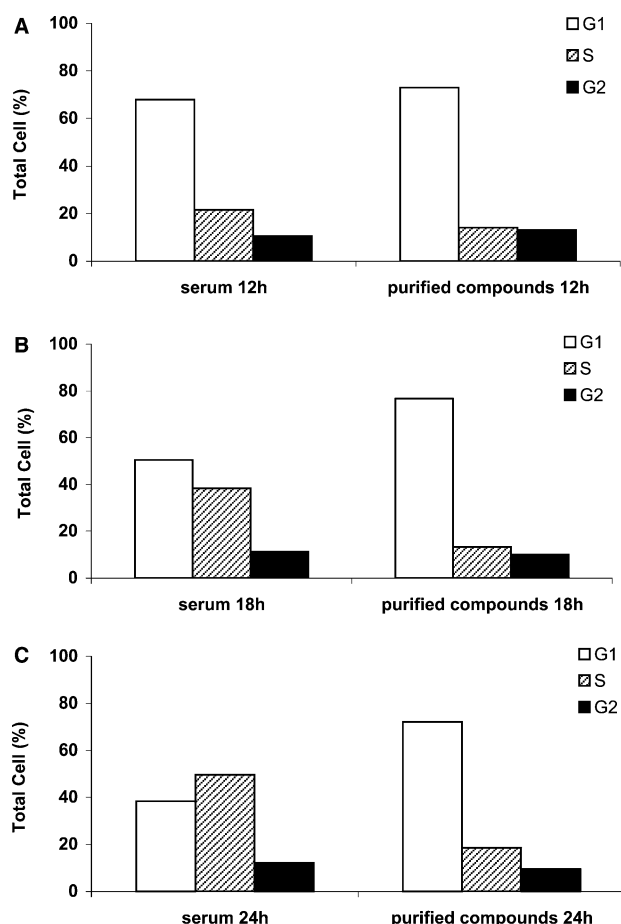 A
Total Cell (%)
100
80
60
40
20
0
G1
S
G2
serum 12h
purified compounds 12h
B
Total Cell (%)
100
80
60
40
20
0
G1
S
G2
serum 18h
purified compounds 18h
C
Total Cell (%)
100
80
60
40
20
0
G1
S
G2
serum 24h
purified compounds 24h